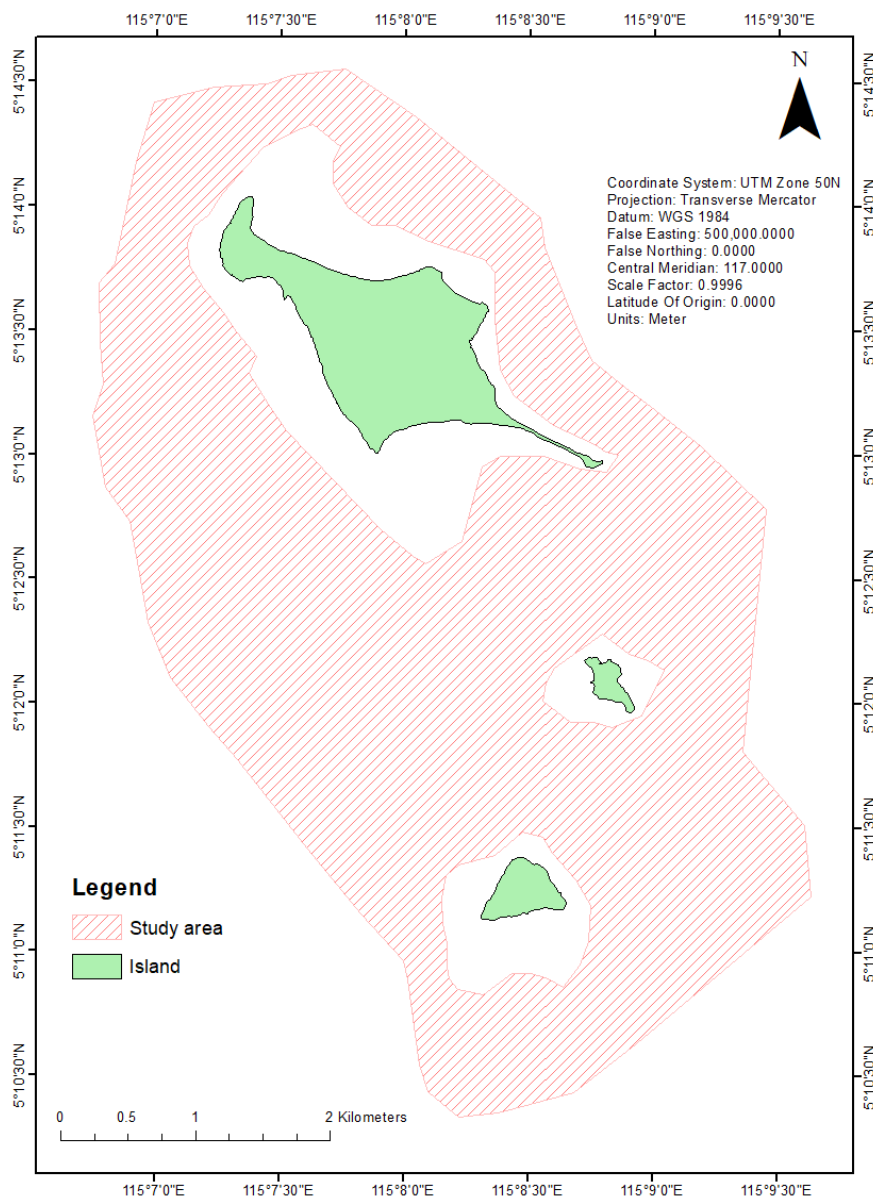 115°7'0"E 115°7'30"E 115°8'0"E 115°8'30"E 115°9'0"E 115°9'30"E
N
5°14'30"N 5°14'30"N
Coordinate System: UTM Zone 50N
Projection: Transverse Mercator
Datum: WGS 1984
False Easting: 500,000.0000
False Northing: 0.0000
Central Meridian: 117.0000
Scale Factor: 0.9996
Latitude Of Origin: 0.0000
Units: Meter
5°14'0"N 5°14'0"N
5°13'30"N 5°13'30"N
5°13'0"N 5°13'0"N
5°12'30"N 5°12'30"N
5°12'0"N 5°12'0"N
5°11'30"N 5°11'30"N
Legend
Study area
Island
5°11'0"N 5°11'0"N
5°10'30"N 5°10'30"N
0 0.5 1 2 Kilometers
115°7'0"E 115°7'30"E 115°8'0"E 115°8'30"E 115°9'0"E 115°9'30"E